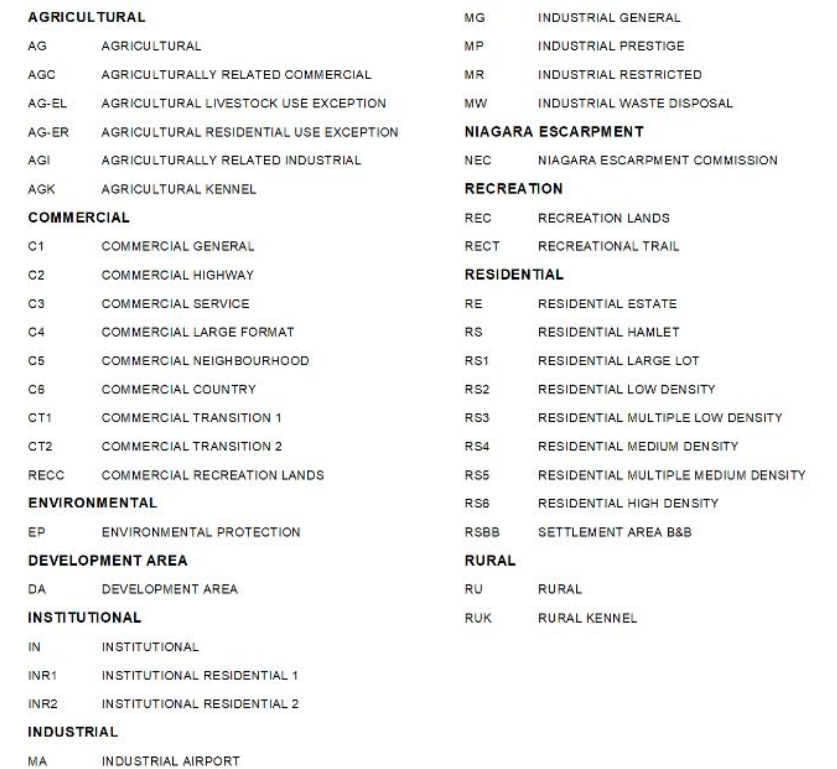 AGRICULTURAL
AG AGRICULTURAL
AGC AGRICULTURALLY RELATED COMMERCIAL
AG-EL AGRICULTURAL LIVESTOCK USE EXCEPTION
AG-ER AGRICULTURAL RESIDENTIAL USE EXCEPTION
AGI AGRICULTURALLY RELATED INDUSTRIAL
AGK AGRICULTURAL KENNEL
COMMERCIAL
C1 COMMERCIAL GENERAL
C2 COMMERCIAL HIGHWAY
C3 COMMERCIAL SERVICE
C4 COMMERCIAL LARGE FORMAT
C5 COMMERCIAL NEIGHBOURHOOD
C6 COMMERCIAL COUNTRY
CT1 COMMERCIAL TRANSITION 1
CT2 COMMERCIAL TRANSITION 2
RECC COMMERCIAL RECREATION LANDS
ENVIRONMENTAL
EP ENVIRONMENTAL PROTECTION
DEVELOPMENT AREA
DA DEVELOPMENT AREA
INSTITUTIONAL
IN INSTITUTIONAL
INR1 INSTITUTIONAL RESIDENTIAL 1
INR2 INSTITUTIONAL RESIDENTIAL 2
INDUSTRIAL
MA INDUSTRIAL AIRPORT
MG INDUSTRIAL GENERAL
MP INDUSTRIAL PRESTIGE
MR INDUSTRIAL RESTRICTED
MW INDUSTRIAL WASTE DISPOSAL
NIAGARA ESCARPMENT
NEC NIAGARA ESCARPMENT COMMISSION
RECREATION
REC RECREATION LANDS
RECT RECREATIONAL TRAIL
RESIDENTIAL
RE RESIDENTIAL ESTATE
RS RESIDENTIAL HAMLET
RS1 RESIDENTIAL LARGE LOT
RS2 RESIDENTIAL LOW DENSITY
RS3 RESIDENTIAL MULTIPLE LOW DENSITY
RS4 RESIDENTIAL MEDIUM DENSITY
RS5 RESIDENTIAL MULTIPLE MEDIUM DENSITY
RS6 RESIDENTIAL HIGH DENSITY
RSBB SETTLEMENT AREA B&B
RURAL
RU RURAL
RUK RURAL KENNEL